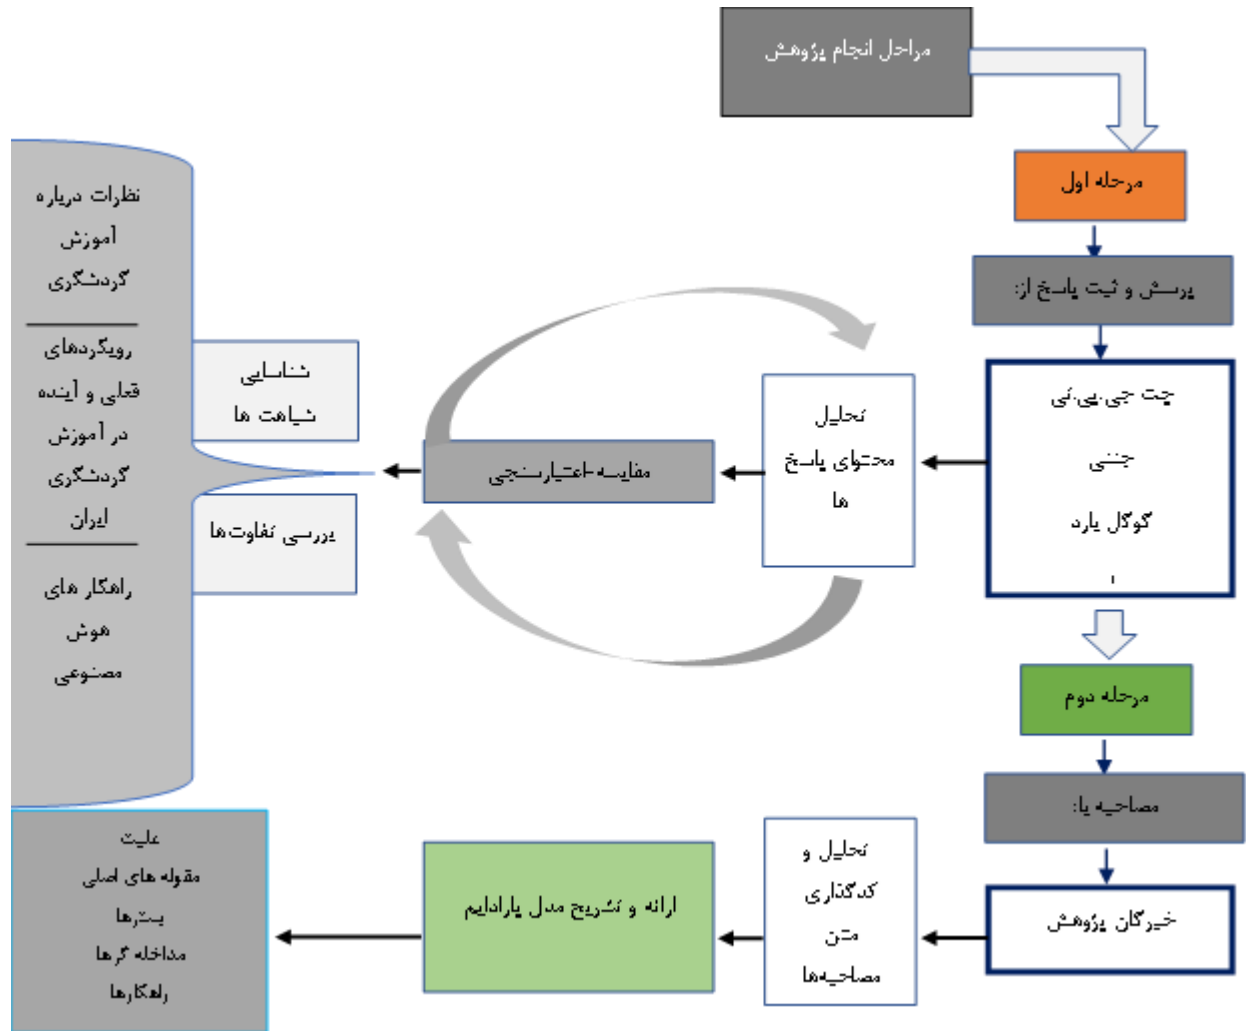 مراحل انجام پژوهش
مرحله اول
پرسش و ثبت پاسخ از:
چت جی.پی.تی
جنی
گوگل بارد
تحلیل
محتوای پاسخ
ها
مقایسه-اعتبارسنجی
شناسایی
شباهت ها
بررسی تفاوت‌ها
نظرات درباره
آموزش
گردشگری
رویکردهای
فعلی و آینده
در آموزش
گردشگری
ایران
راهکار های
هوش
مصنوعی
مرحله دوم
مصاحبه با:
خبرگان پژوهش
تحلیل و
کدگذاری
متن
مصاحبه‌ها
ارائه و تشریح مدل پارادایم
علیت
مقوله های اصلی
بسترها
مداخله گرها
راهکارها